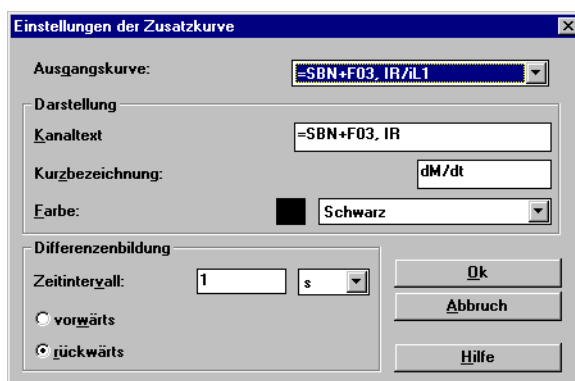 Einstellungen der Zusatzkurve
Ausgangskurve: =SBN+F03, IR/iL1
Darstellung
Kanaltext =SBN+F03, IR
Kurzbezeichnung: dM/dt
Farbe: Schwarz
Differenzenbildung
Zeitintervall: 1 s
vorwärts
rückwärts
Ok
Abbruch
Hilfe